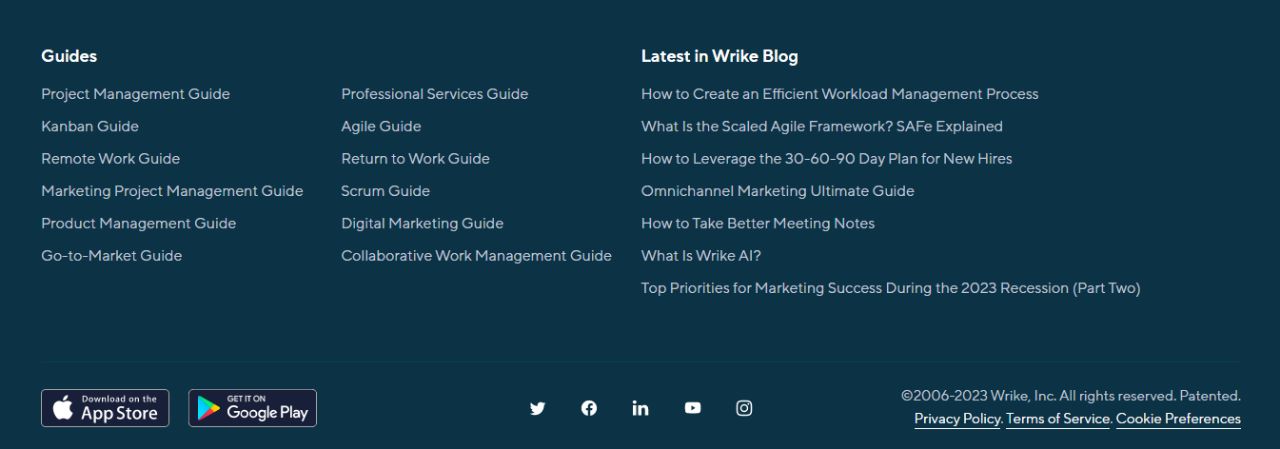 Guides
Project Management Guide
Kanban Guide
Remote Work Guide
Marketing Project Management Guide
Product Management Guide
Go-to-Market Guide
Professional Services Guide
Agile Guide
Return to Work Guide
Scrum Guide
Digital Marketing Guide
Collaborative Work Management Guide
Latest in Wrike Blog
How to Create an Efficient Workload Management Process
What Is the Scaled Agile Framework? SAFe Explained
How to Leverage the 30-60-90 Day Plan for New Hires
Omnichannel Marketing Ultimate Guide
How to Take Better Meeting Notes
What Is Wrike AI?
Top Priorities for Marketing Success During the 2023 Recession (Part Two)
Download on the
App Store
GET IT ON
Google Play
in
©2006-2023 Wrike, Inc. All rights reserved. Patented.
Privacy Policy. Terms of Service. Cookie Preferences